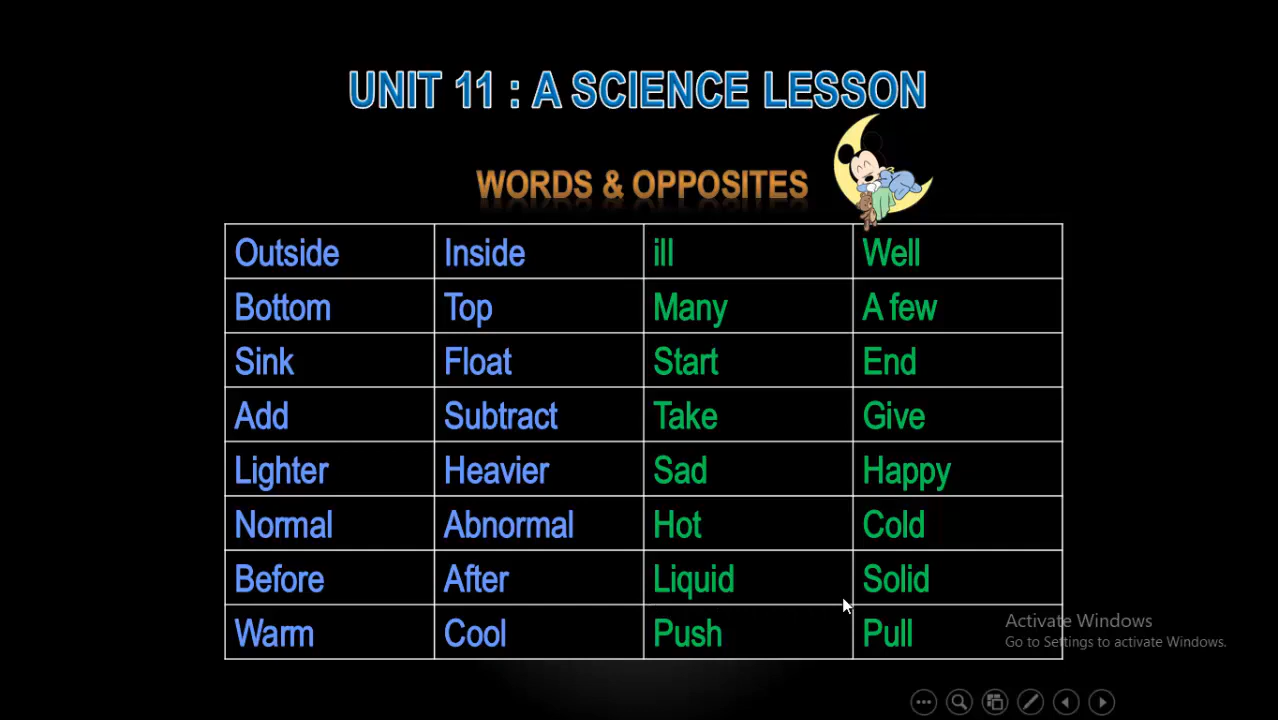 UNIT 11 : A SCIENCE LESSON
WORDS & OPPOSITES
Outside Inside ill Well
Bottom Top Many A few
Sink Float Start End
Add Subtract Take Give
Lighter Heavier Sad Happy
Normal Abnormal Hot Cold
Before After Liquid Solid
Warm Cool Push Pull
Activate Windows
Go to Settings to activate Windows.